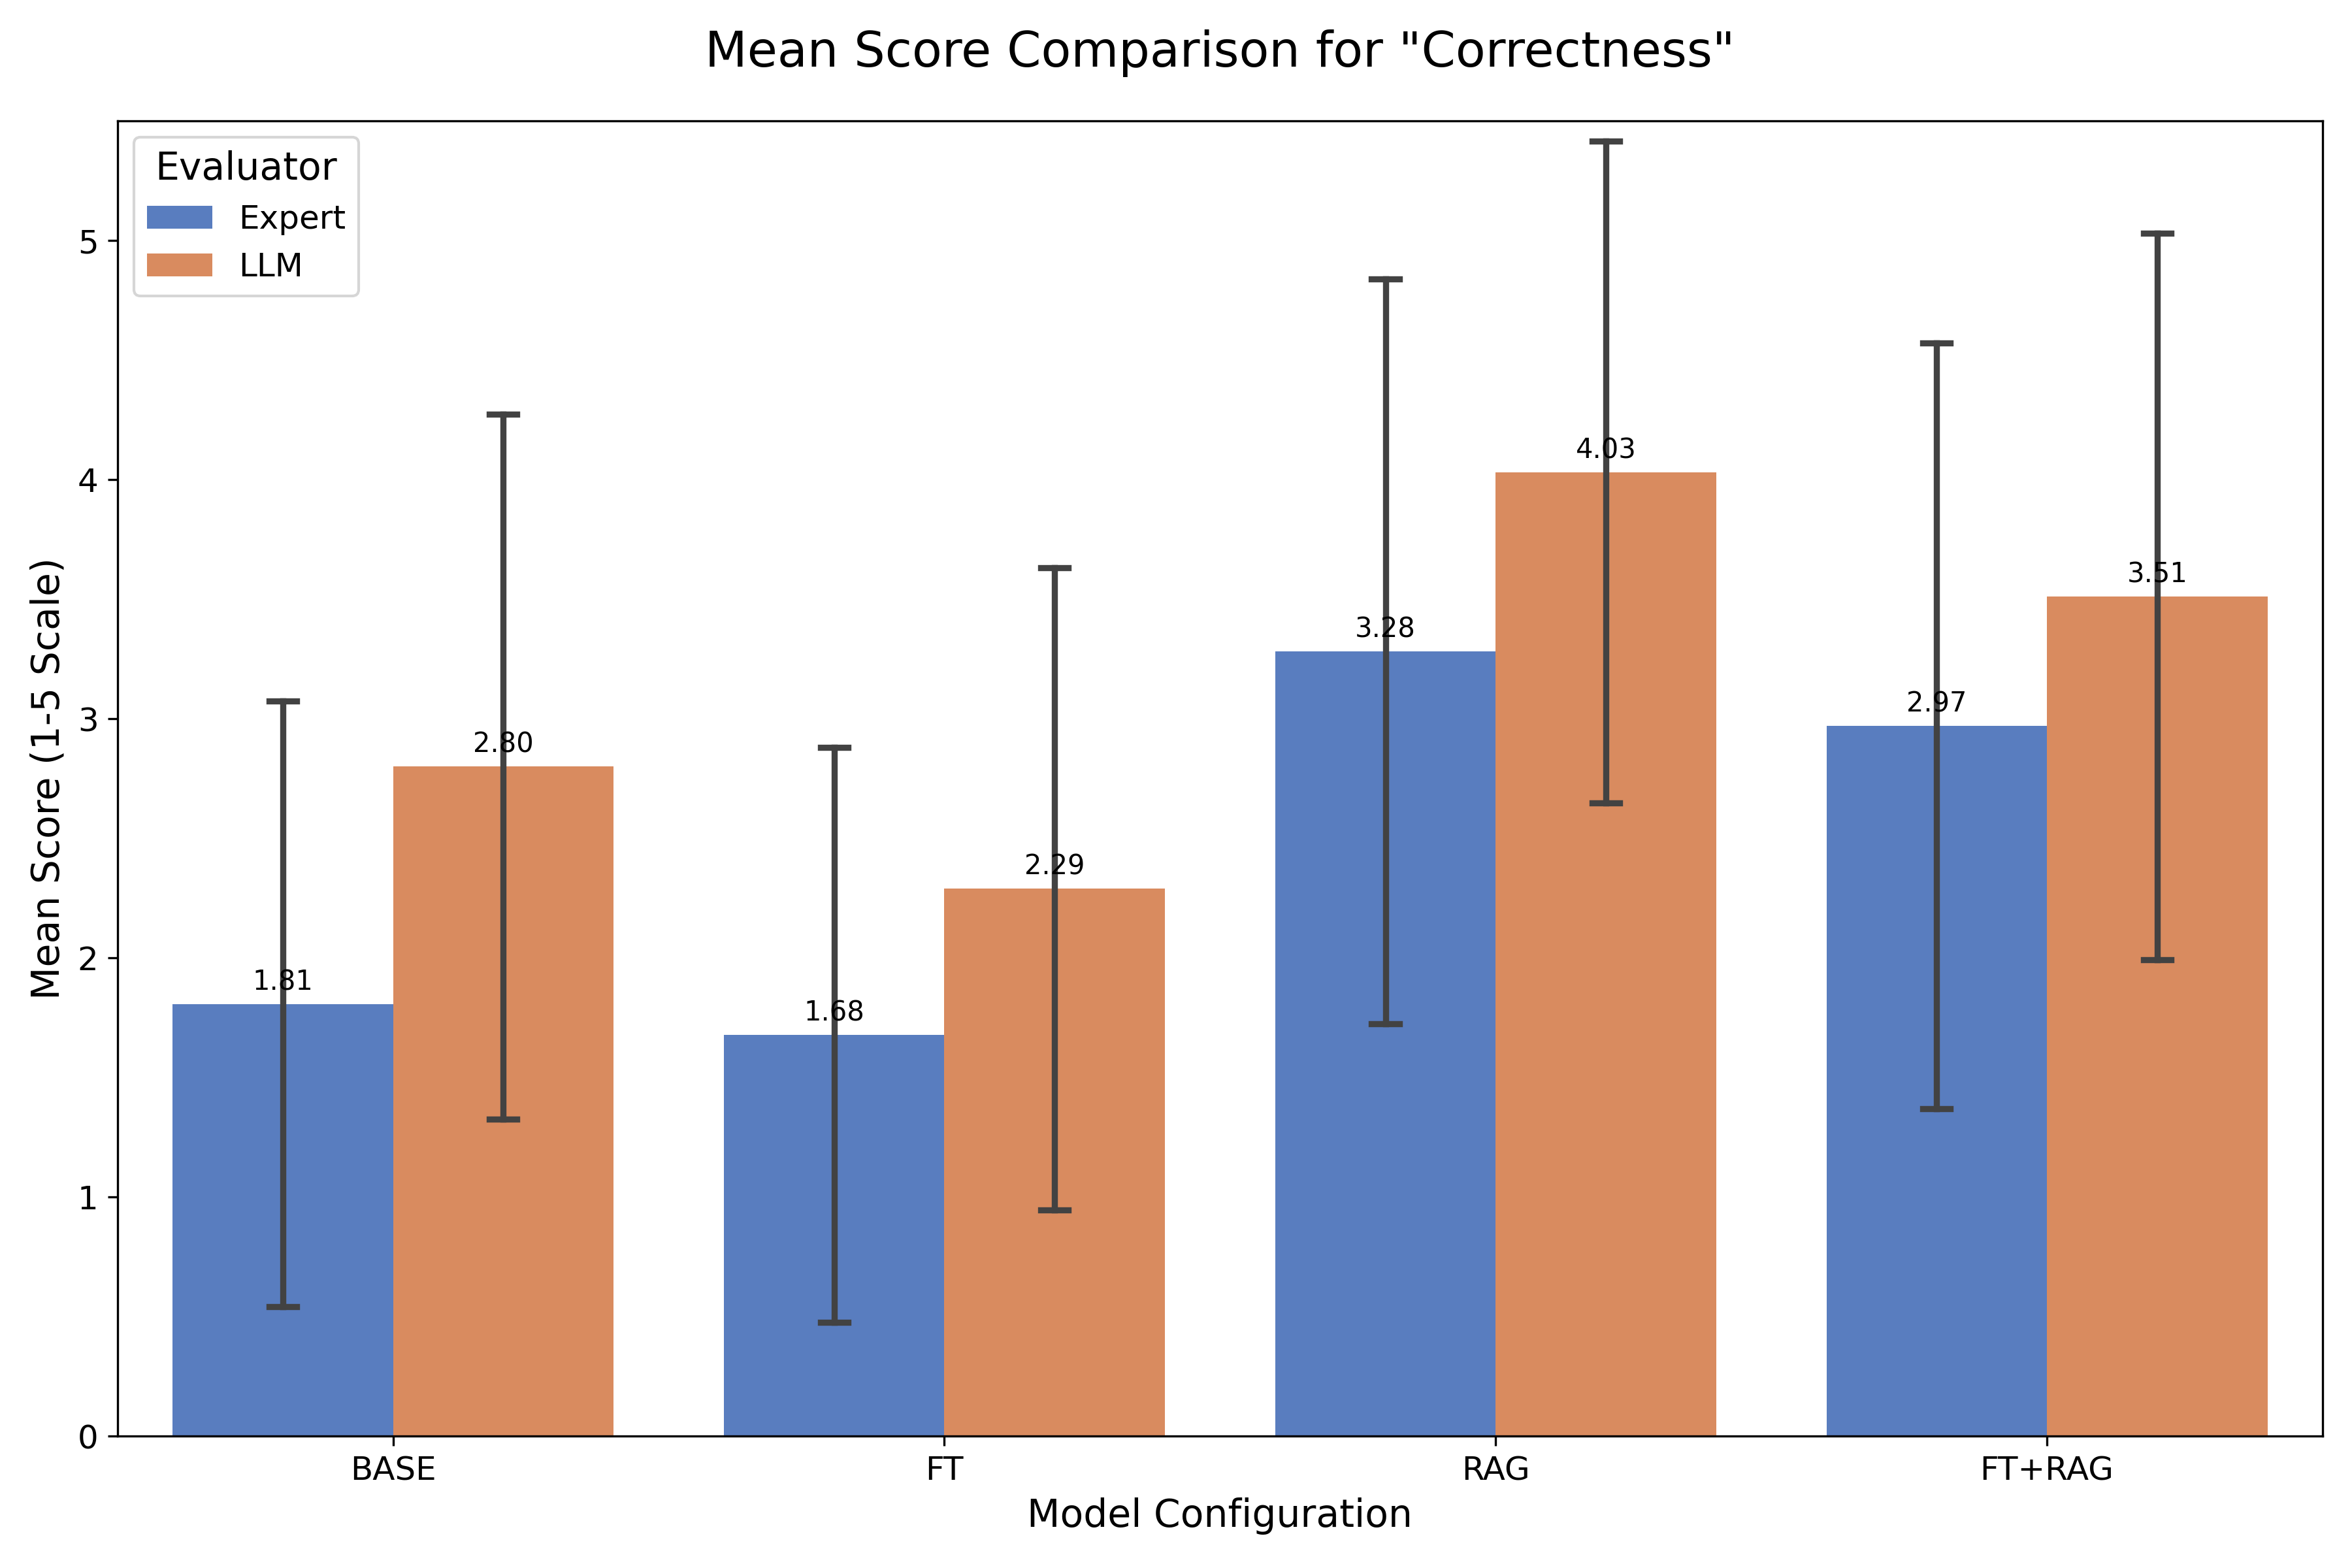 Mean Score Comparison for "Correctness"
Evaluator
Expert
LLM
Mean Score (1-5 Scale)
5
4
3
2
1
0
1.81
2.80
1.68
2.29
3.28
4.03
2.97
3.51
BASE
FT
RAG
FT+RAG
Model Configuration